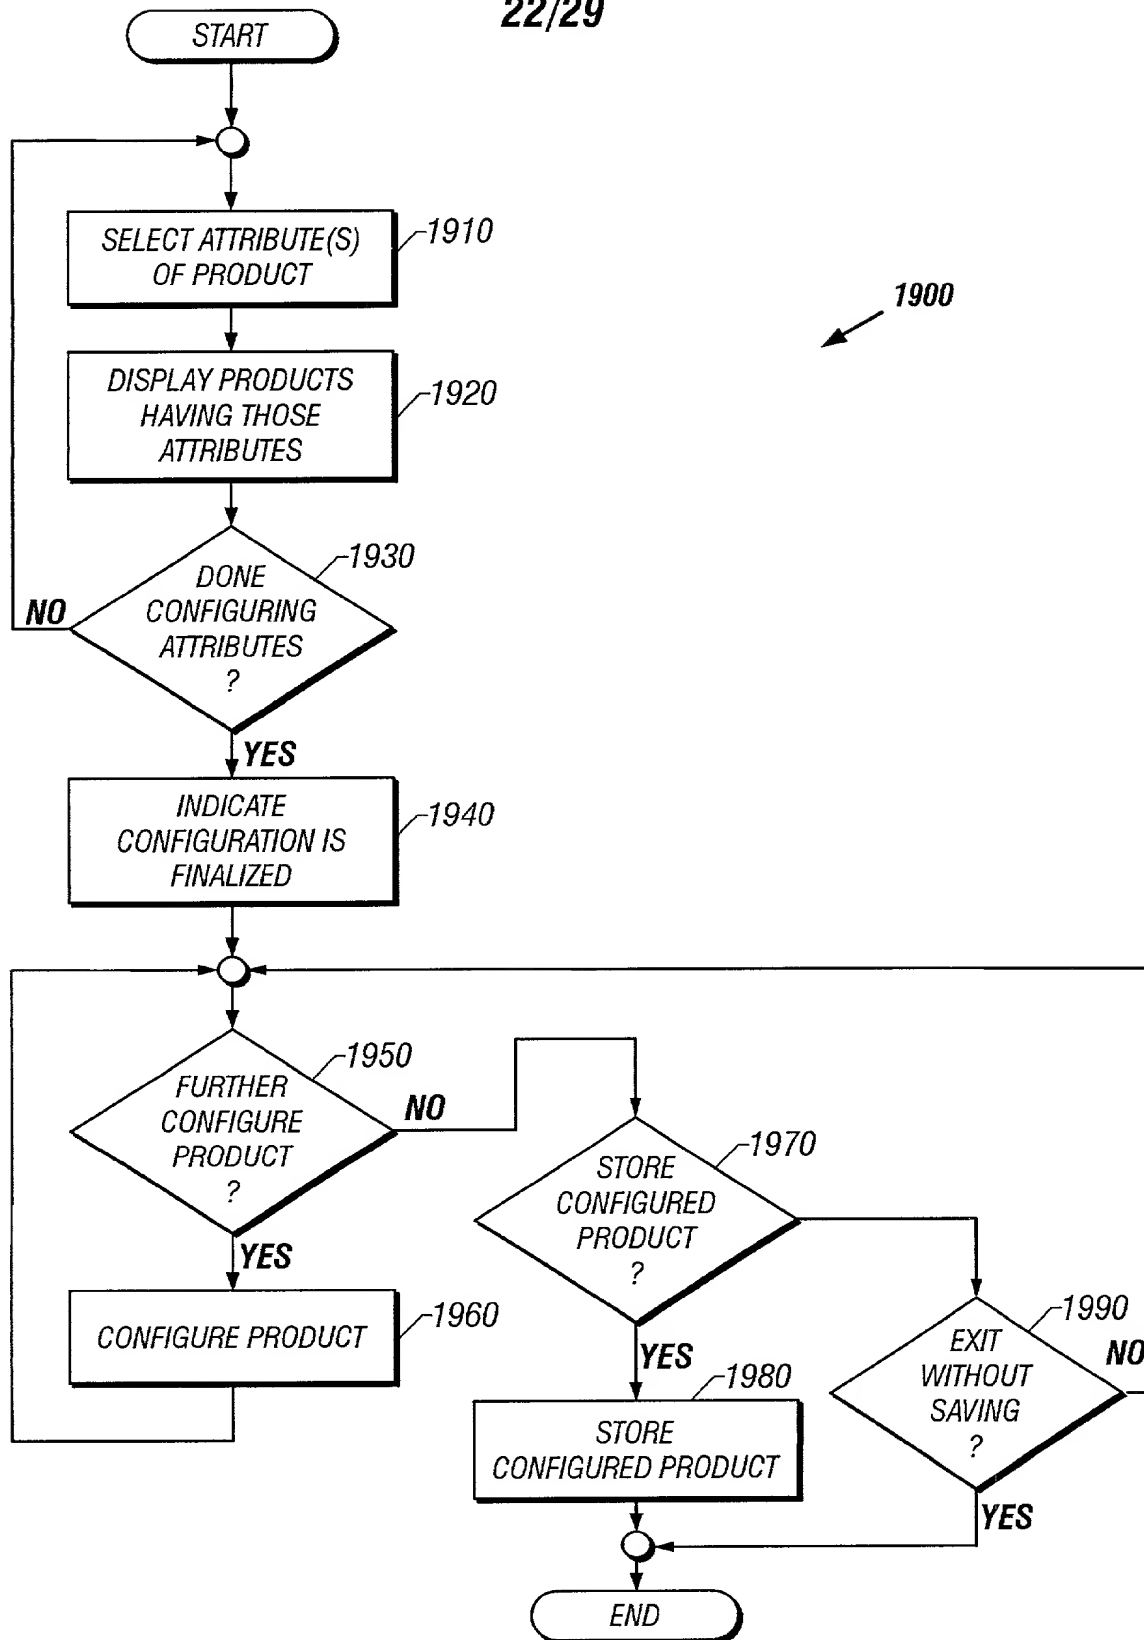 22/29
START
SELECT ATTRIBUTE(S)
OF PRODUCT
1910
1900
DISPLAY PRODUCTS
HAVING THOSE
ATTRIBUTES
1920
1930
DONE
CONFIGURING
ATTRIBUTES
?
NO
YES
INDICATE
CONFIGURATION IS
FINALIZED
1940
1950
FURTHER
CONFIGURE
PRODUCT
?
NO
YES
CONFIGURE PRODUCT
1960
1970
STORE
CONFIGURED
PRODUCT
?
YES
1980
STORE
CONFIGURED PRODUCT
1990
EXIT
WITHOUT
SAVING
?
NO
YES
END